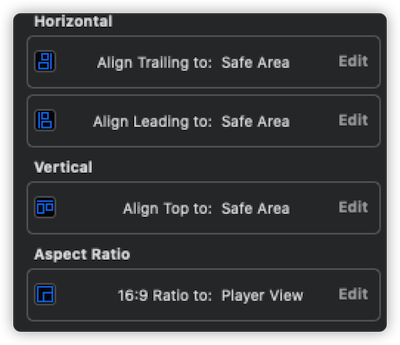 Horizontal
Align Trailing to: Safe Area Edit
Align Leading to: Safe Area Edit
Vertical
Align Top to: Safe Area Edit
Aspect Ratio
16:9 Ratio to: Player View Edit